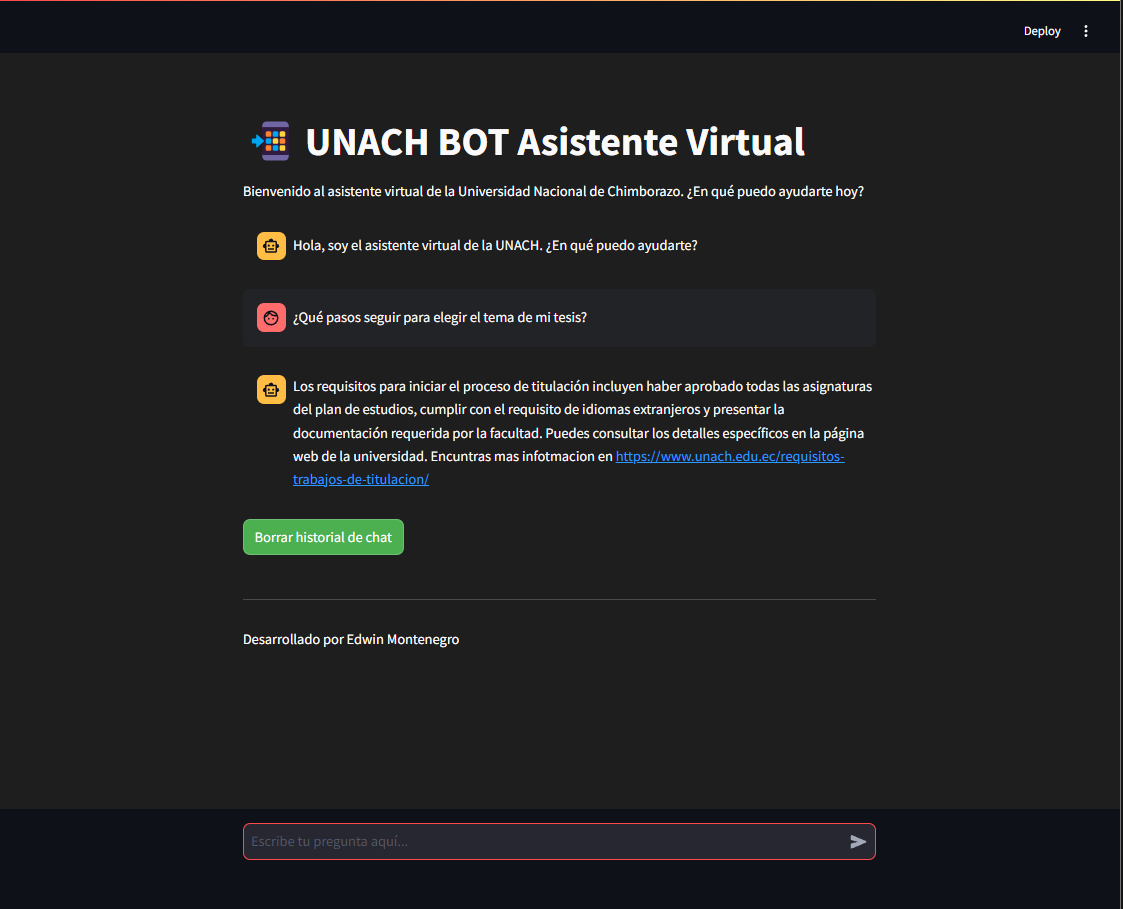 Deploy
UNACH BOT Asistente Virtual
Bienvenido al asistente virtual de la Universidad Nacional de Chimborazo. ¿En qué puedo ayudarte hoy?
Hola, soy el asistente virtual de la UNACH. ¿En qué puedo ayudarte?
¿Qué pasos seguir para elegir el tema de mi tesis?
Los requisitos para iniciar el proceso de titulación incluyen haber aprobado todas las asignaturas
del plan de estudios, cumplir con el requisito de idiomas extranjeros y presentar la
documentación requerida por la facultad. Puedes consultar los detalles específicos en la página
web de la universidad. Encuntras mas infotmacion en https://www.unach.edu.ec/requisitos-
trabajos-de-titulacion/
Borrar historial de chat
Desarrollado por Edwin Montenegro
Escribe tu pregunta aquí...